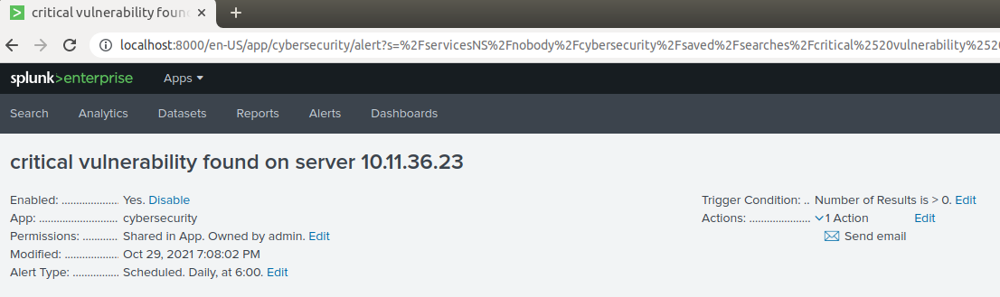 critical vulnerability foun
localhost:8000/en-US/app/cybersecurity/alert?s=%2FservicesNS%2Fnobody%2Fcybersecurity%2Fsaved%2Fsearches%2Fcritical%2520vulnerability%2520
splunk>enterprise Apps
Search Analytics Datasets Reports Alerts Dashboards
critical vulnerability found on server 10.11.36.23
Enabled: .................... Yes. Disable
App: ............................ cybersecurity
Permissions: ............ Shared in App. Owned by admin. Edit
Modified: .................... Oct 29, 2021 7:08:02 PM
Alert Type: ................ Scheduled. Daily, at 6:00. Edit
Trigger Condition: .. Number of Results is > 0. Edit
Actions: ...................... 1 Action Edit
Send email